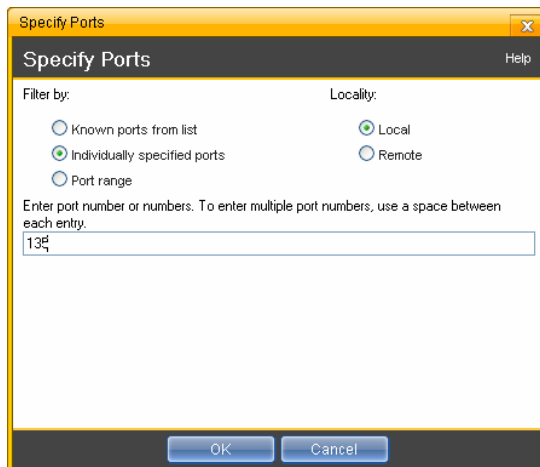 Specify Ports
Specify Ports
Help
Filter by:
Locality:
Known ports from list
Local
Individually specified ports
Remote
Port range
Enter port number or numbers. To enter multiple port numbers, use a space between
each entry.
135
OK
Cancel